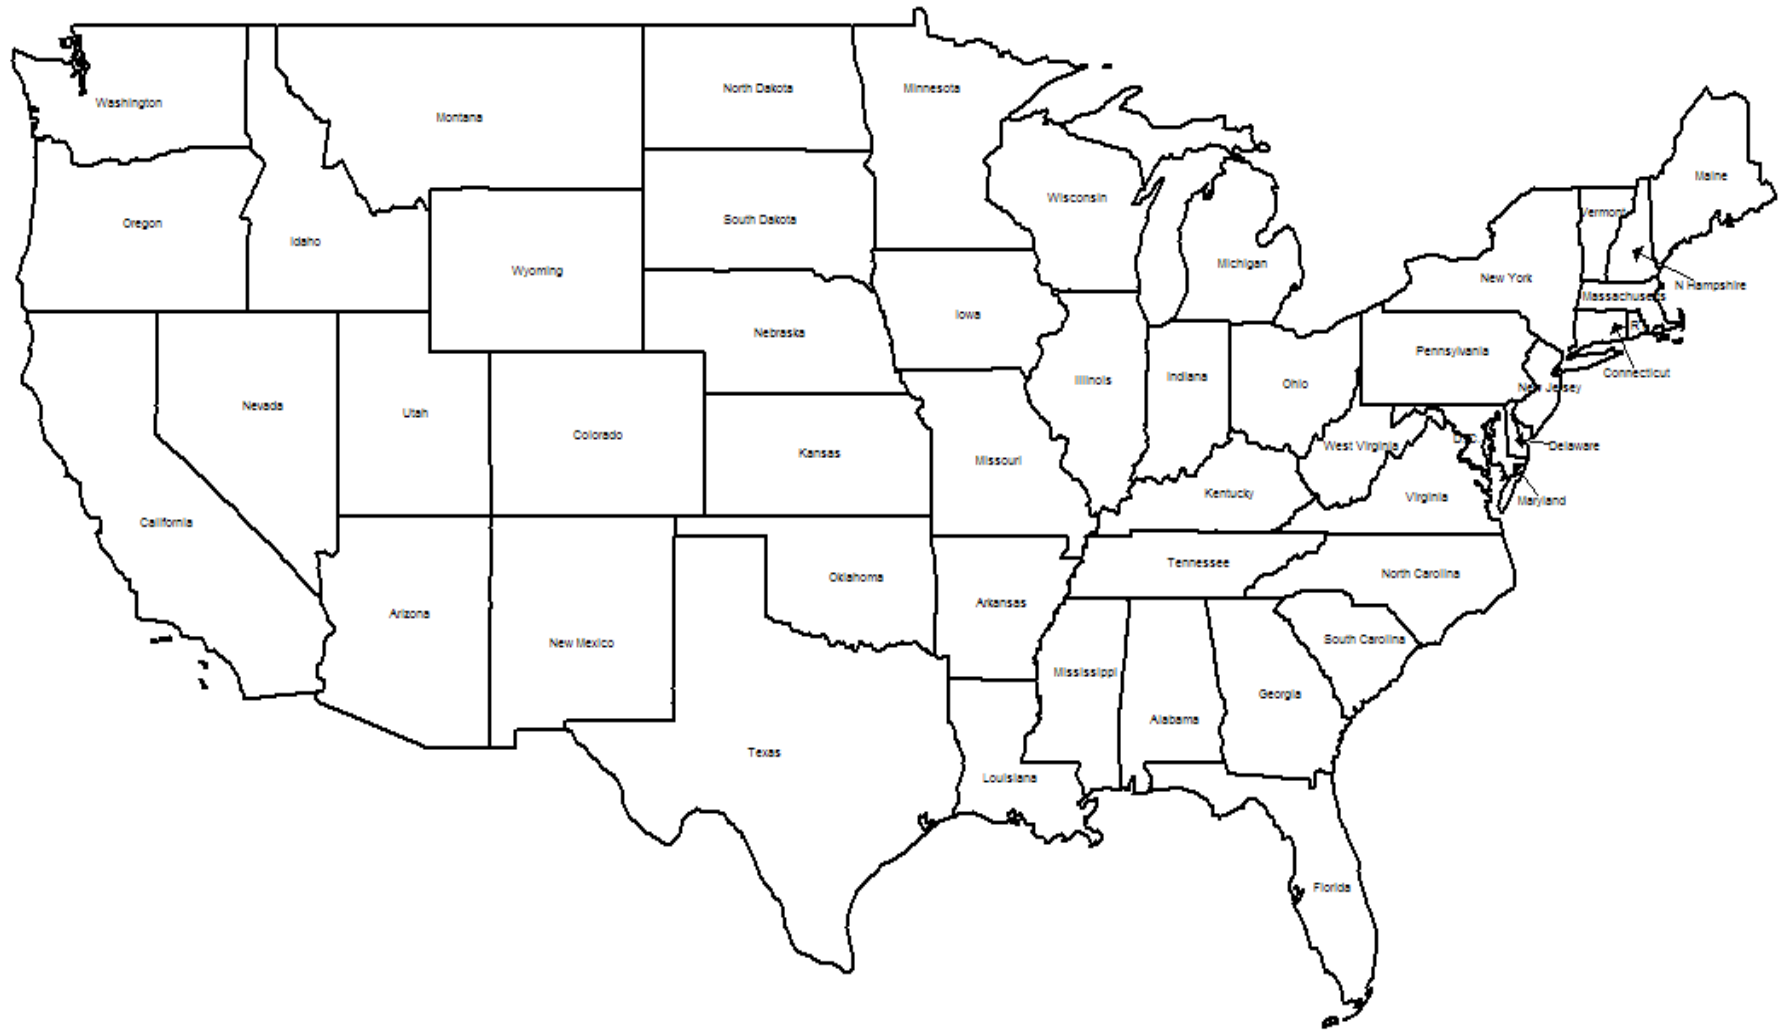 Washington
Montana
North Dakota
Minnesota
Maine
Oregon
Idaho
Wyoming
South Dakota
Wisconsin
Michigan
Vermont
New York
N Hampshire
Massachusetts
Nebraska
Iowa
R
Pennsylvania
Connecticut
Nevada
Utah
Colorado
Kansas
Missouri
Illinois
Indiana
Ohio
New Jersey
West Virginia
D.C.
Delaware
Kentucky
Virginia
Maryland
California
Arizona
New Mexico
Oklahoma
Arkansas
Tennessee
North Carolina
South Carolina
Mississippi
Alabama
Georgia
Texas
Louisiana
Florida